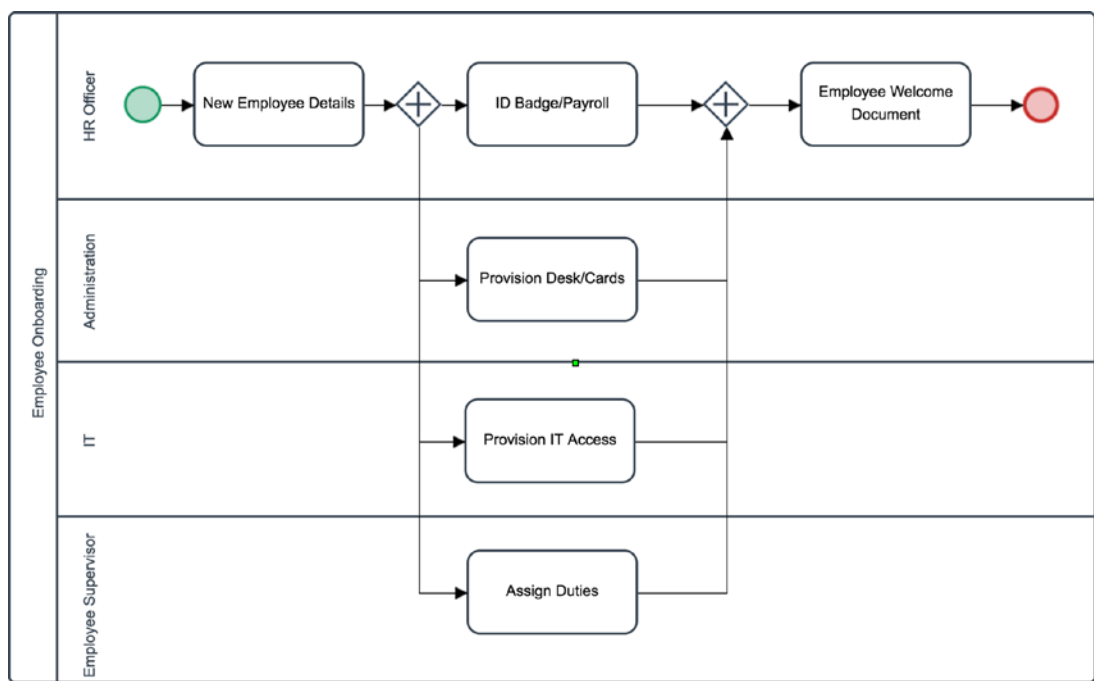 Employee Onboarding
HR Officer
New Employee Details
ID Badge/Payroll
Employee Welcome
Document
Administration
Provision Desk/Cards
IT
Provision IT Access
Employee Supervisor
Assign Duties